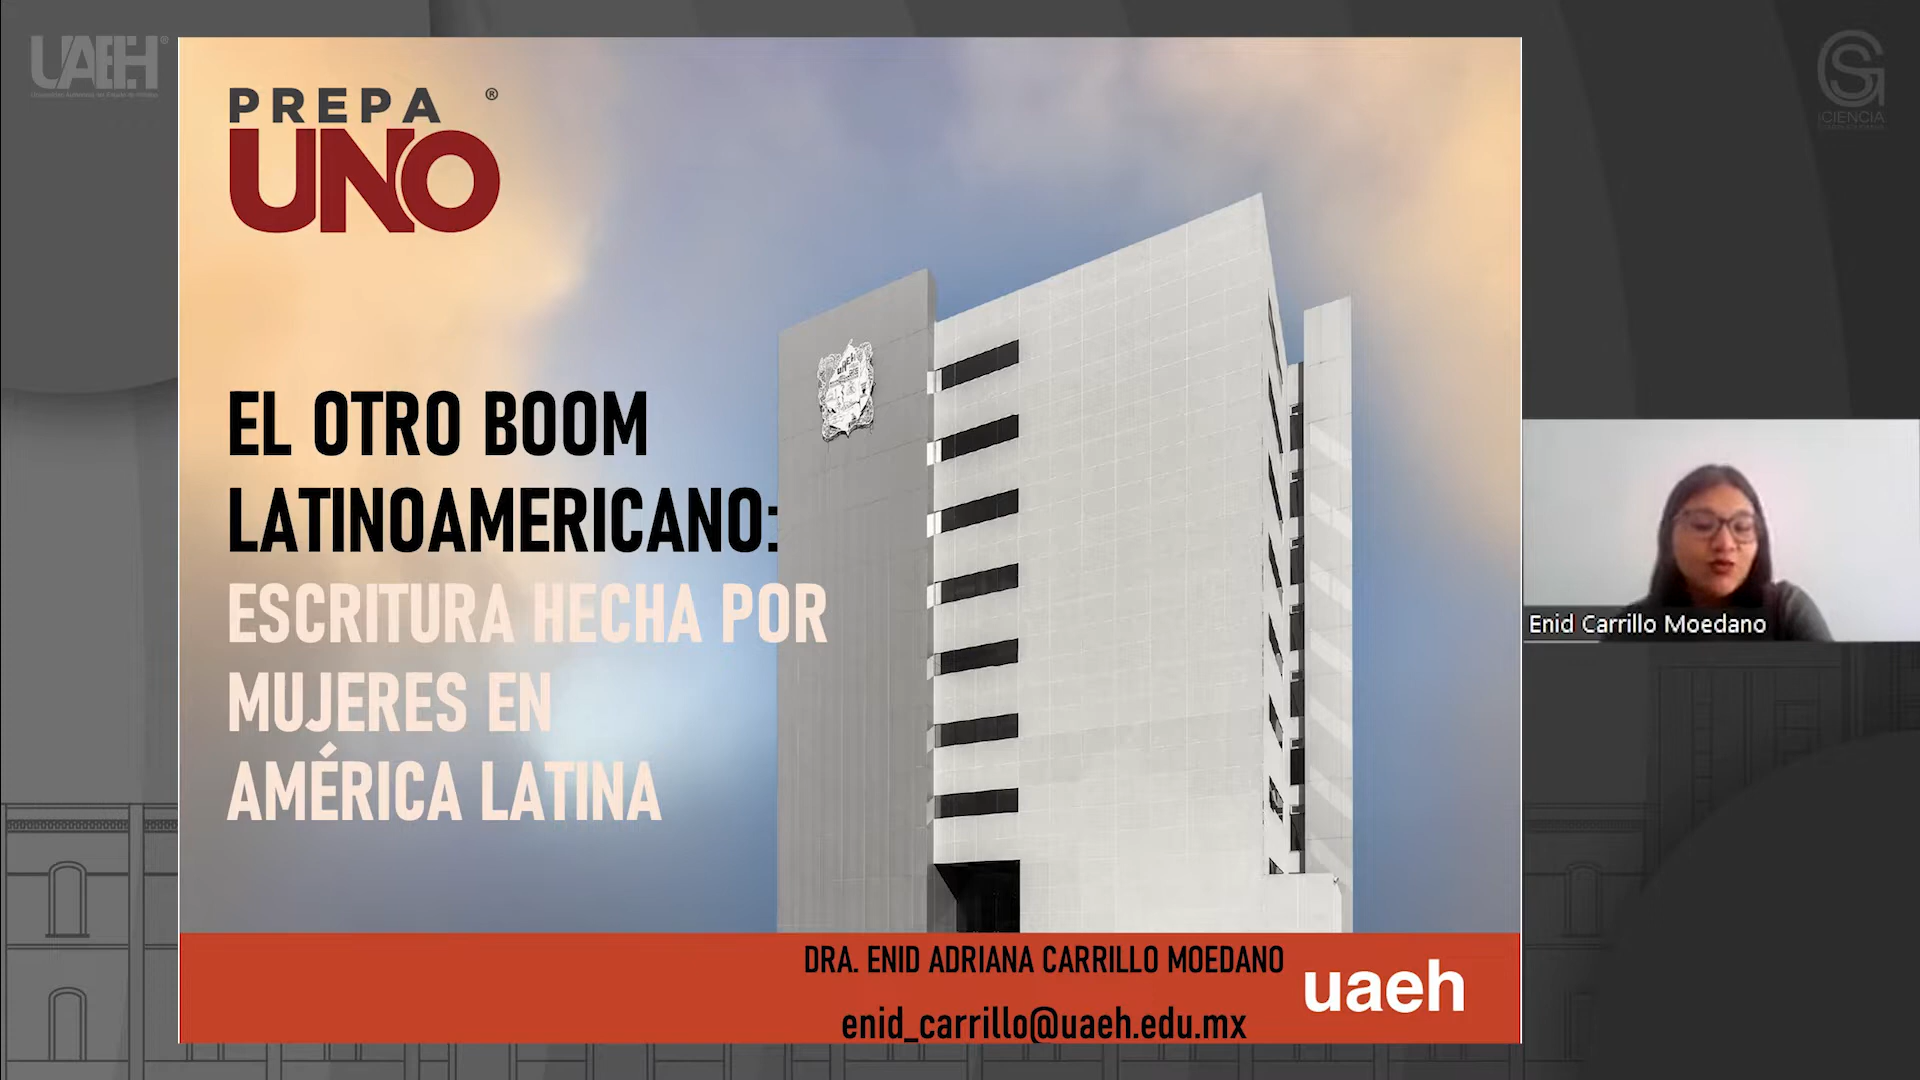 UAEH®
PREPA ®
UNO
EL OTRO BOOM
LATINOAMERICANO:
ESCRITURA HECHA POR
MUJERES EN
AMÉRICA LATINA
DRA. ENID ADRIANA CARRILLO MOEDANO
enid_carrillo@uaeh.edu.mx
uaeh
CIENCIA
Enid Carrillo Moedano